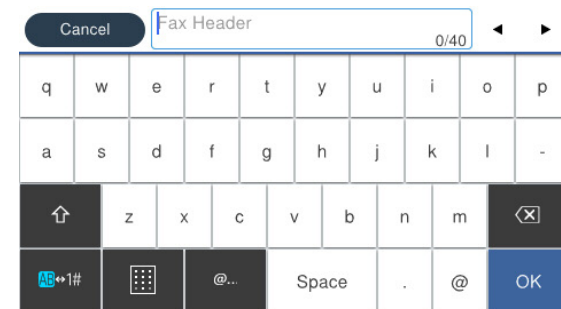 Cancel Fax Header
0/40
q w e r t y u i o p
a s d f g h j k l -
z x c v b n m
AB↔1# @... Space . @ OK